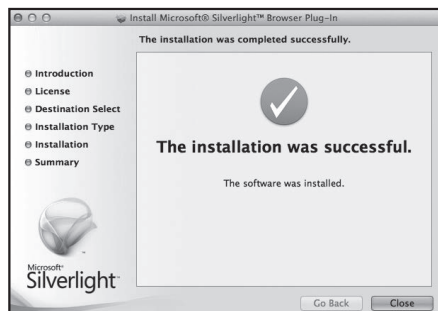 Install Microsoft® Silverlight™ Browser Plug-In
The installation was completed successfully.
Introduction
License
Destination Select
Installation Type
Installation
Summary
The installation was successful.
The software was installed.
Microsoft®
Silverlight™
Go Back
Close